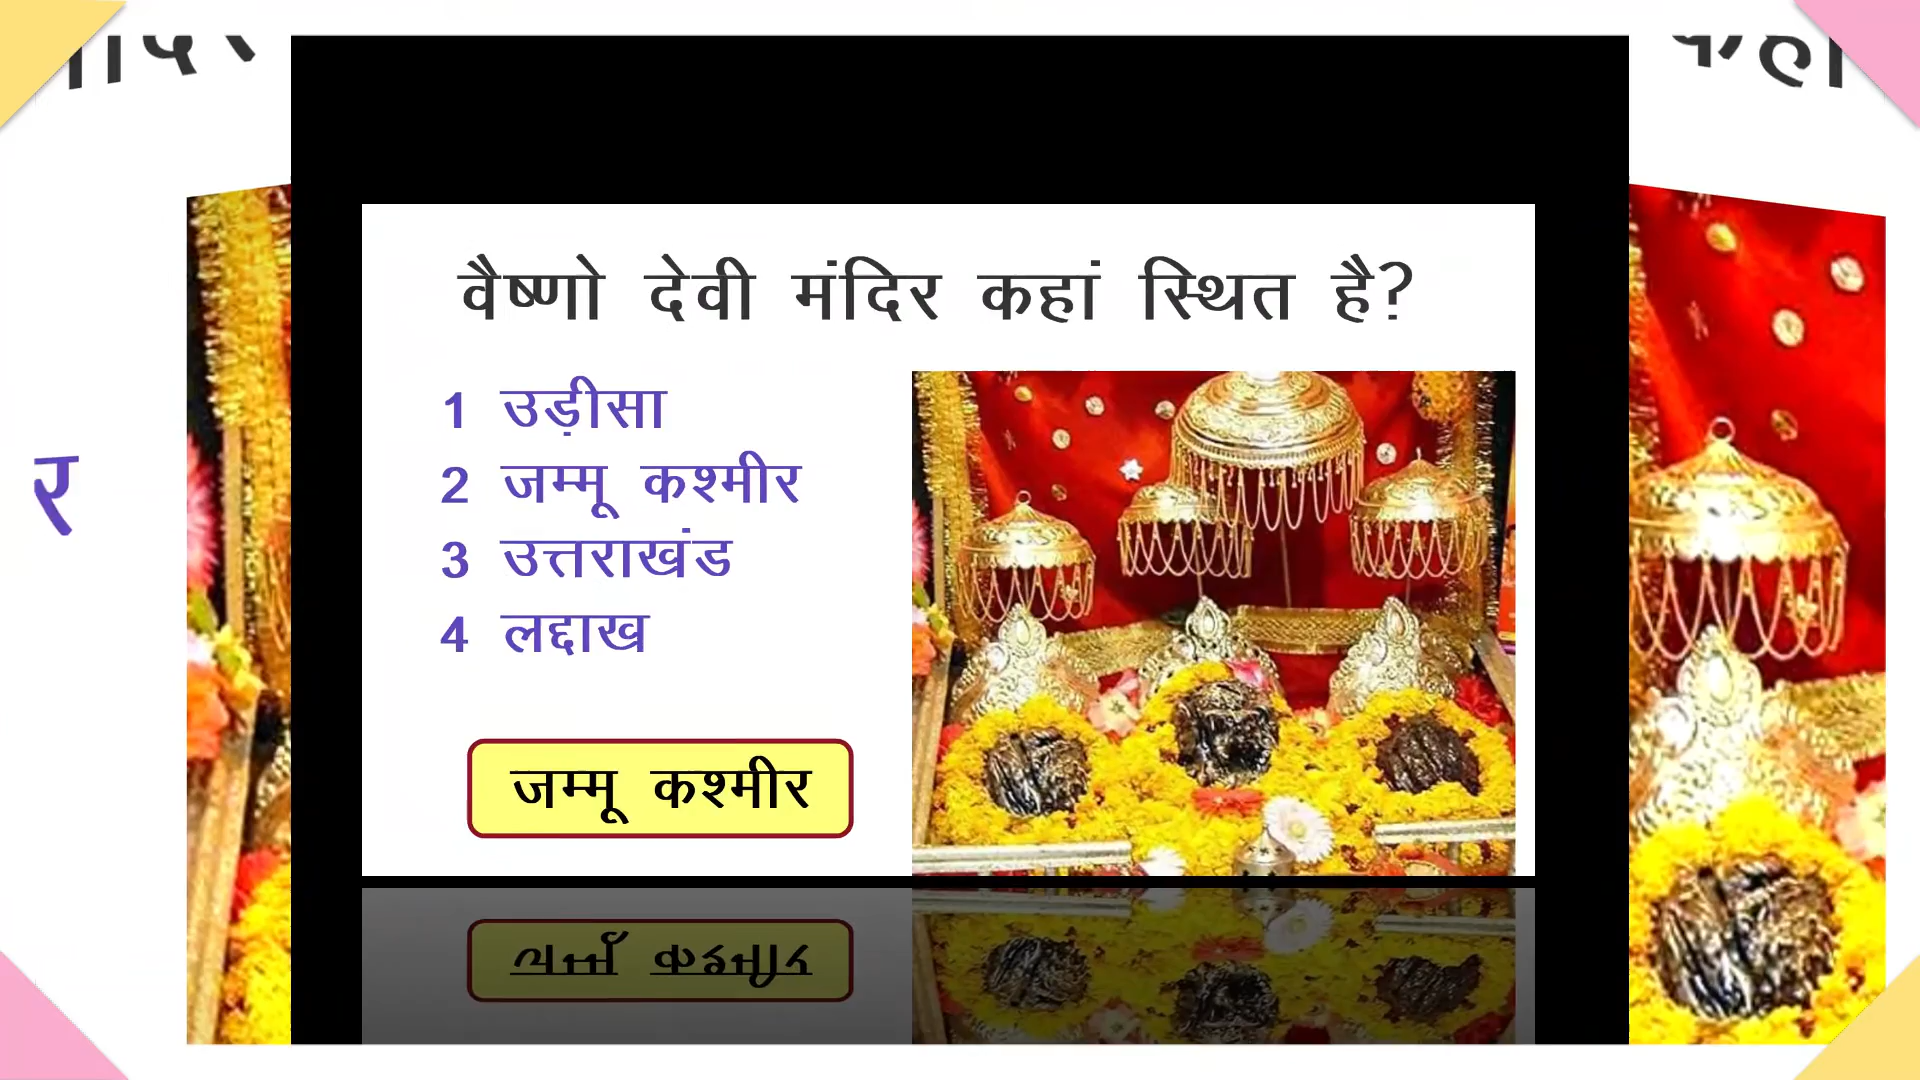 वैष्णो देवी मंदिर कहां स्थित है?
1 उड़ीसा
2 जम्मू कश्मीर
3 उत्तराखंड
4 लद्दाख
जम्मू कश्मीर